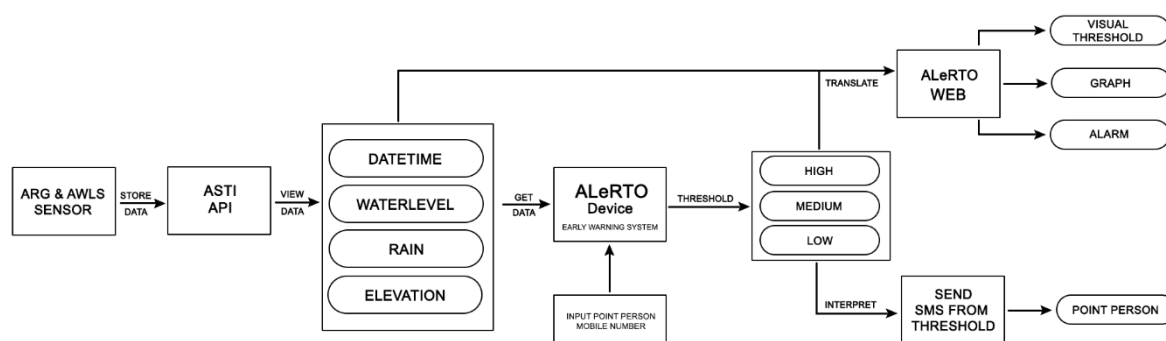 ARG & AWLS
SENSOR
STORE
DATA
ASTI
API
VIEW
DATA
DATETIME
WATERLEVEL
RAIN
ELEVATION
GET
DATA
ALeRTO
Device
EARLY WARNING SYSTEM
INPUT POINT PERSON
MOBILE NUMBER
THRESHOLD
HIGH
MEDIUM
LOW
TRANSLATE
ALeRTO
WEB
VISUAL
THRESHOLD
GRAPH
ALARM
INTERPRET
SEND
SMS FROM
THRESHOLD
POINT PERSON